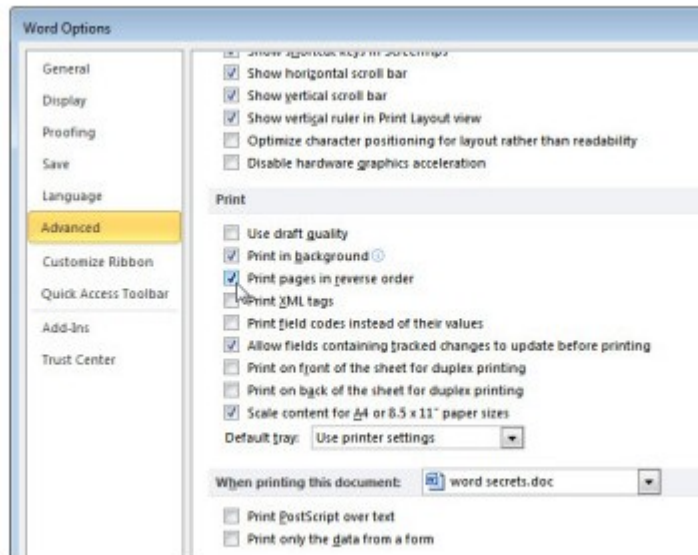 Word Options
General
Display
Proofing
Save
Language
Advanced
Customize Ribbon
Quick Access Toolbar
Add-Ins
Trust Center
Show shortcut keys in ScreenTips
Show horizontal scroll bar
Show vertical scroll bar
Show vertical ruler in Print Layout view
Optimize character positioning for layout rather than readability
Disable hardware graphics acceleration
Print
Use draft quality
Print in background
Print pages in reverse order
Print XML tags
Print field codes instead of their values
Allow fields containing tracked changes to update before printing
Print on front of the sheet for duplex printing
Print on back of the sheet for duplex printing
Scale content for A4 or 8.5 x 11" paper sizes
Default tray: Use printer settings
When printing this document: word secrets.doc
Print PostScript over text
Print only the data from a form